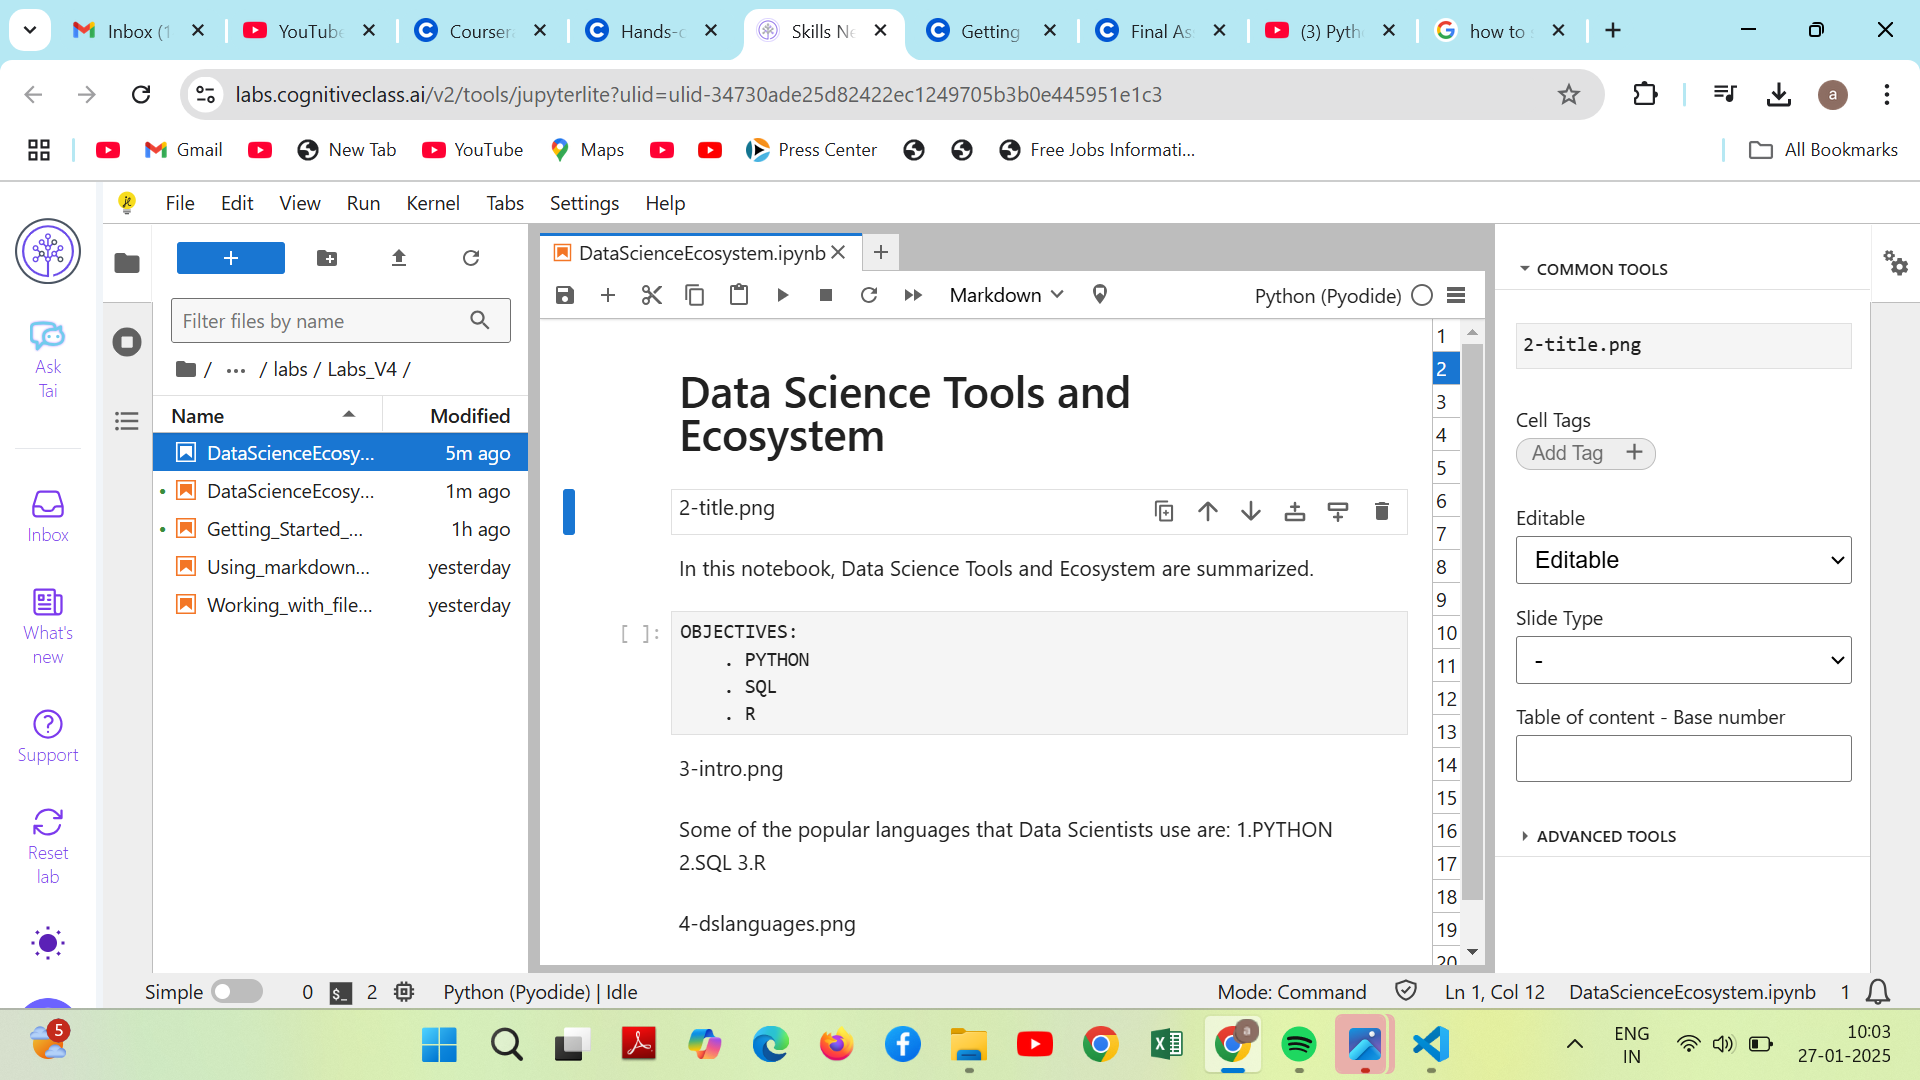 Inbox (1
YouTube
Courser
Hands-o
Skills Ne
Getting
Final As
(3) Pyth
how to s
labs.cognitiveclass.ai/v2/tools/jupyterlite?ulid=ulid-34730ade25d82422ec1249705b3b0e445951e1c3
a
Gmail
New Tab
YouTube
Maps
Press Center
Free Jobs Informati...
All Bookmarks
File Edit View Run Kernel Tabs Settings Help
Ask
Tai
Inbox
What's
new
Support
Reset
lab
Filter files by name
/ ··· / labs / Labs_V4 /
Name Modified
DataScienceEcosy... 5m ago
DataScienceEcosy... 1m ago
Getting_Started_... 1h ago
Using_markdown... yesterday
Working_with_file... yesterday
DataScienceEcosystem.ipynb
Markdown
Python (Pyodide)
Data Science Tools and
Ecosystem
2-title.png
In this notebook, Data Science Tools and Ecosystem are summarized.
[ ]: OBJECTIVES:
. PYTHON
. SQL
. R
3-intro.png
Some of the popular languages that Data Scientists use are: 1.PYTHON
2.SQL 3.R
4-dslanguages.png
1
2
3
4
5
6
7
8
9
10
11
12
13
14
15
16
17
18
19
20
COMMON TOOLS
2-title.png
Cell Tags
Add Tag +
Editable
Editable
Slide Type
-
Table of content - Base number
ADVANCED TOOLS
Simple 0 $_ 2 Python (Pyodide) | Idle
Mode: Command Ln 1, Col 12 DataScienceEcosystem.ipynb 1
5
a
ENG
IN
10:03
27-01-2025